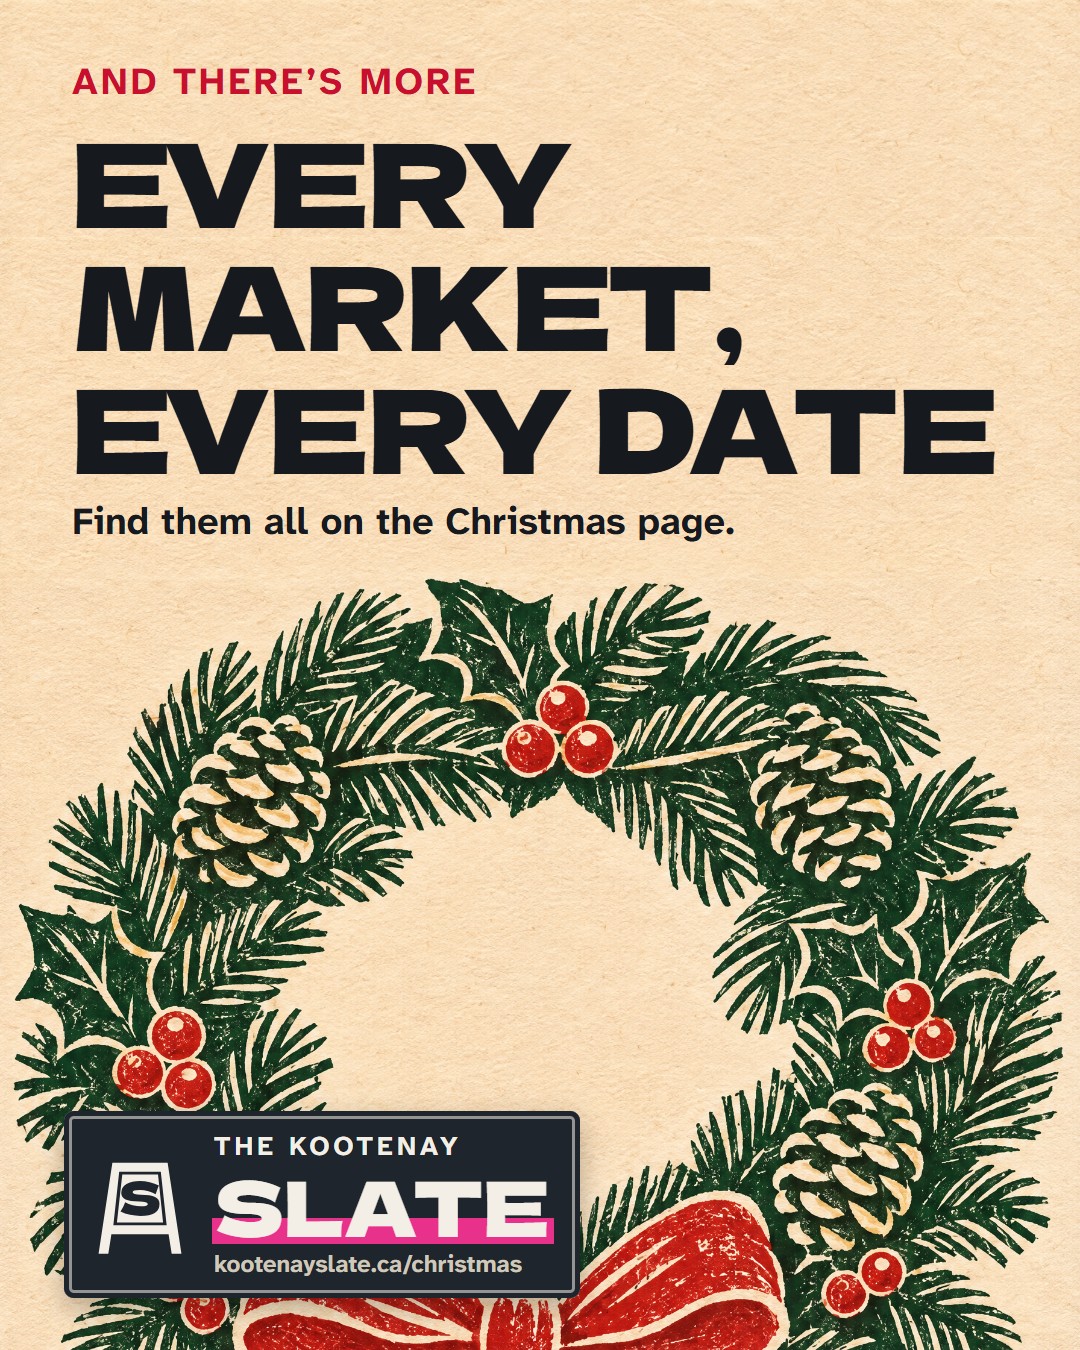 AND THERE’S MORE
EVERY
MARKET,
EVERY DATE
Find them all on the Christmas page.
THE KOOTENAY
S
SLATE
kootenayslate.ca/christmas